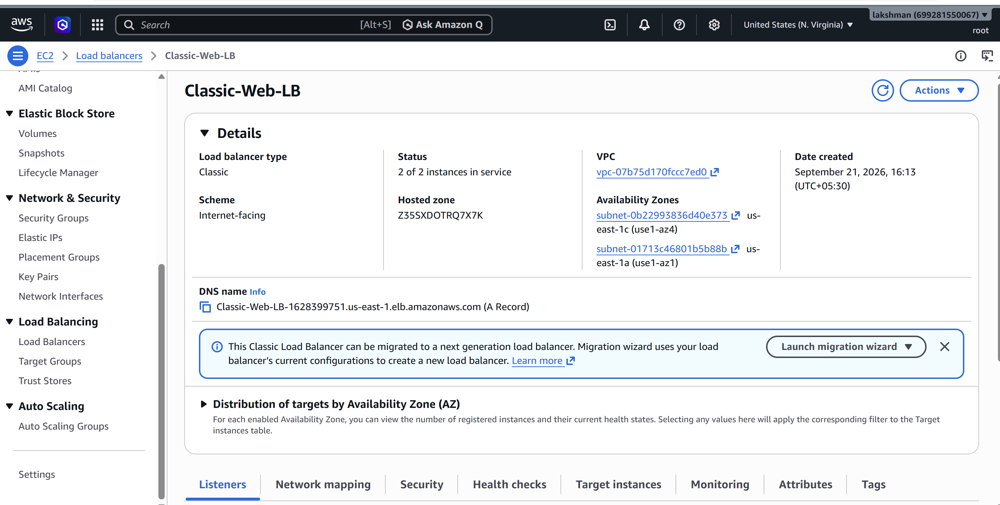 aws
Search
[Alt+S]
Ask Amazon Q
United States (N. Virginia)
lakshman (699281550067)
root
EC2
Load balancers
Classic-Web-LB
AMIs
AMI Catalog
Elastic Block Store
Volumes
Snapshots
Lifecycle Manager
Network & Security
Security Groups
Elastic IPs
Placement Groups
Key Pairs
Network Interfaces
Load Balancing
Load Balancers
Target Groups
Trust Stores
Auto Scaling
Auto Scaling Groups
Settings
Classic-Web-LB
Actions
Details
Load balancer type
Classic
Scheme
Internet-facing
Status
2 of 2 instances in service
Hosted zone
Z35SXDOTRQ7X7K
VPC
vpc-07b75d170fccc7ed0
Availability Zones
subnet-0b22993836d40e373 us-
east-1c (use1-az4)
subnet-01713c46801b5b88b us-
east-1a (use1-az1)
Date created
September 21, 2026, 16:13
(UTC+05:30)
DNS name Info
Classic-Web-LB-1628399751.us-east-1.elb.amazonaws.com (A Record)
This Classic Load Balancer can be migrated to a next generation load balancer. Migration wizard uses your load
balancer’s current configurations to create a new load balancer. Learn more
Launch migration wizard
Distribution of targets by Availability Zone (AZ)
For each enabled Availability Zone, you can view the number of registered instances and their current health states. Selecting any values here will apply the corresponding filter to the Target
instances table.
Listeners
Network mapping
Security
Health checks
Target instances
Monitoring
Attributes
Tags